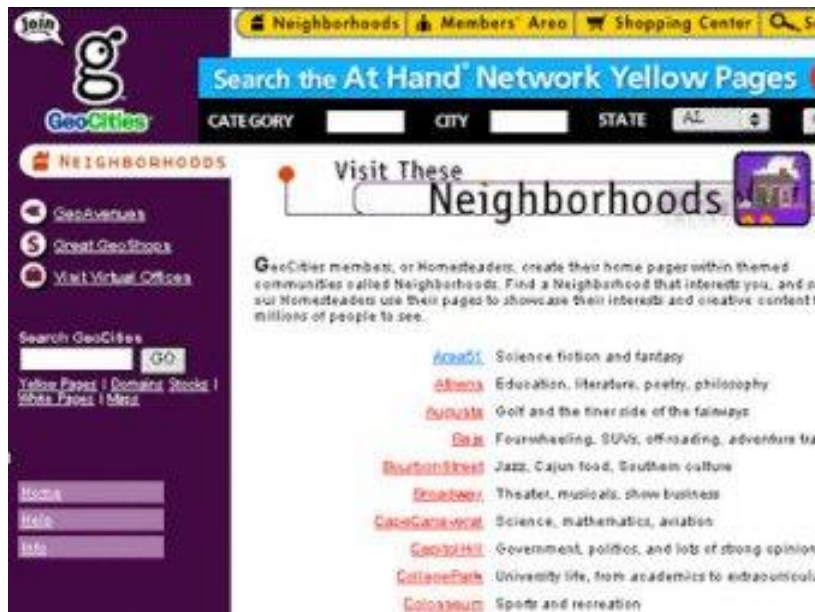 join
Neighborhoods Members' Area Shopping Center
g
Search the At Hand Network Yellow Pages
GeoCities
CATEGORY CITY STATE AL
NEIGHBORHOODS
Visit These
Neighborhoods
GeoAvenues
S Great GeoShops
Visit Virtual Offices
GeoCities members, or Homesteaders, create their home pages within themed
communities called Neighborhoods. Find a Neighborhood that interests you, and
our Homesteaders use their pages to showcase their interests and creative content
millions of people to see.
Search GeoCities
GO
Yellow Pages | Domains Stocks |
White Pages | Maps
Area51 Science fiction and fantasy
Athens Education, literature, poetry, philosophy
Augusta Golf and the finer side of the fairways
Baja Fourwheeling, SUVs, off-roading, adventure
BourbonStreet Jazz, Cajun food, Southern culture
Broadway Theater, musicals, show business
CapeCanaveral Science, mathematics, aviation
CapitolHill Government, politics, and lots of strong
CollegePark University life, from academics to
Colosseum Sports and recreation
Home
Help
Info